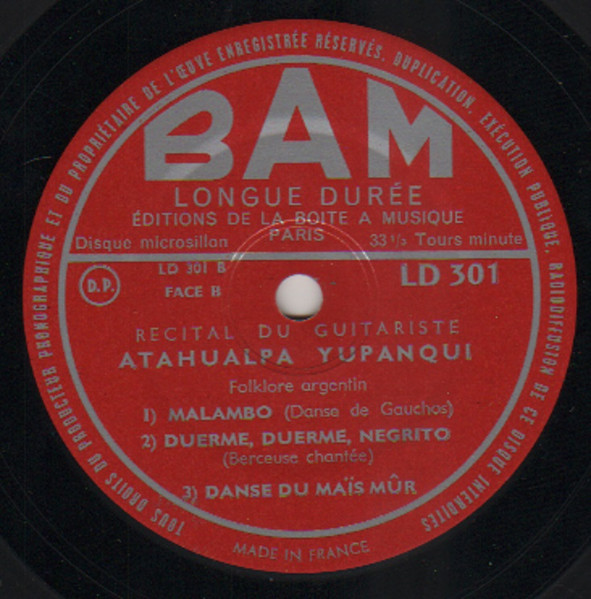 TOUS DROITS DU PRODUCTEUR PHONOGRAPHIQUE ET DU PROPRIÉTAIRE DE L'ŒUVE ENREGISTRÉE RÉSERVÉS. DUPLICATION, EXÉCUTION PUBLIQUE, RADIODIFUSION DE CE DISQUE INTERDITES
BAM
LONGUE DURÉE
ÉDITIONS DE LA BOITE A MUSIQUE
Disque microsillon PARIS 33 1/3 Tours minute
D.P. LD 301 B LD 301
FACE B
RECITAL DU GUITARISTE
ATAHUALPA YUPANQUI
Folklore argentin
1) MALAMBO (Danse de Gauchos)
2) DUERME, DUERME, NEGRITO
(Berceuse chantée)
3) DANSE DU MAÏS MÛR
MADE IN FRANCE